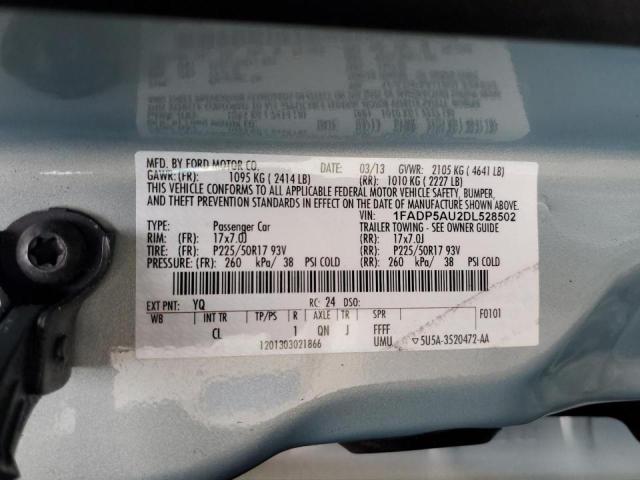 MFD. BY FORD MOTOR CO.
DATE: 03/13 GVWR: 2105 KG ( 4641 LB)
GAWR: (FR): 1095 KG ( 2414 LB) (RR): 1010 KG ( 2227 LB)
THIS VEHICLE CONFORMS TO ALL APPLICABLE FEDERAL MOTOR VEHICLE SAFETY, BUMPER,
AND THEFT PREVENTION STANDARDS IN EFFECT ON THE DATE OF MANUFACTURE SHOWN ABOVE.
VIN: 1FADP5AU2DL528502
TYPE: Passenger Car TRAILER TOWING - SEE OWNER GUIDE
RIM: (FR): 17x7.0J (RR): 17x7.0J
TIRE: (FR): P225/50R17 93V (RR): P225/50R17 93V
PRESSURE: (FR): 260 kPa/ 38 PSI COLD (RR): 260 kPa/ 38 PSI COLD
EXT PNT: YQ RC: 24 DSO: F0101
WB INT TR TP/PS R AXLE TR SPR
CL 1 QN J FFFF
1201303021866 UMU ▽5U5A-3520472-AA